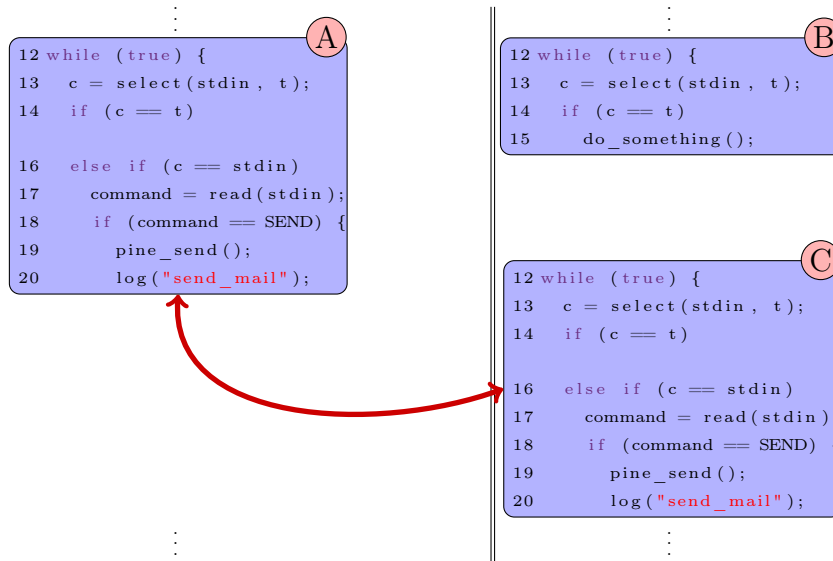 A
12 while (true) {
13 c = select(stdin, t);
14 if (c == t)
16 else if (c == stdin)
17 command = read(stdin);
18 if (command == SEND) {
19 pine_send();
20 log("send_mail");
B
12 while (true) {
13 c = select(stdin, t);
14 if (c == t)
15 do_something();
C
12 while (true) {
13 c = select(stdin, t);
14 if (c == t)
16 else if (c == stdin)
17 command = read(stdin)
18 if (command == SEND)
19 pine_send();
20 log("send_mail");